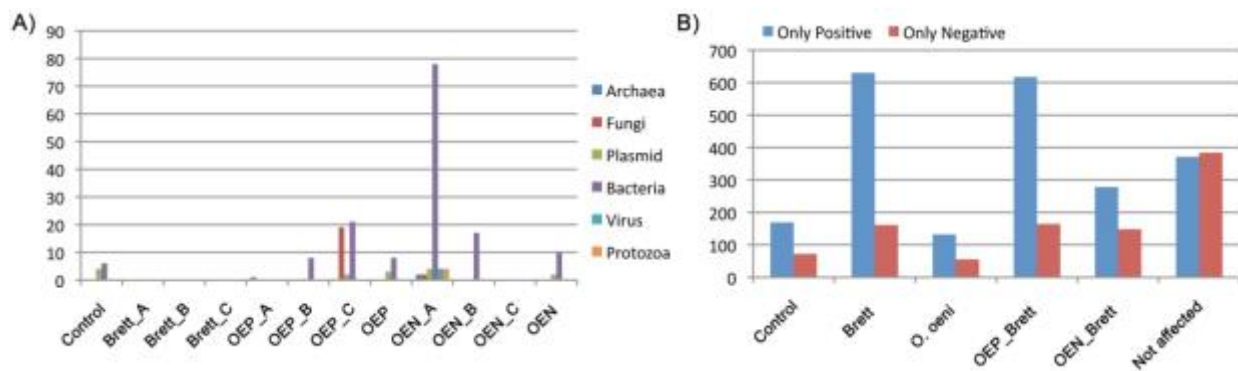 A)
90
80
70
60
50
40
30
20
10
0
Control
Brett_A
Brett_B
Brett_C
OEP_A
OEP_B
OEP_C
OEP
OEN_A
OEN_B
OEN_C
OEN
Archaea
Fungi
Plasmid
Bacteria
Virus
Protozoa
B)
Only Positive Only Negative
700
600
500
400
300
200
100
0
Control
Brett
O. oeni
OEP_Brett
OEN_Brett
Not affected